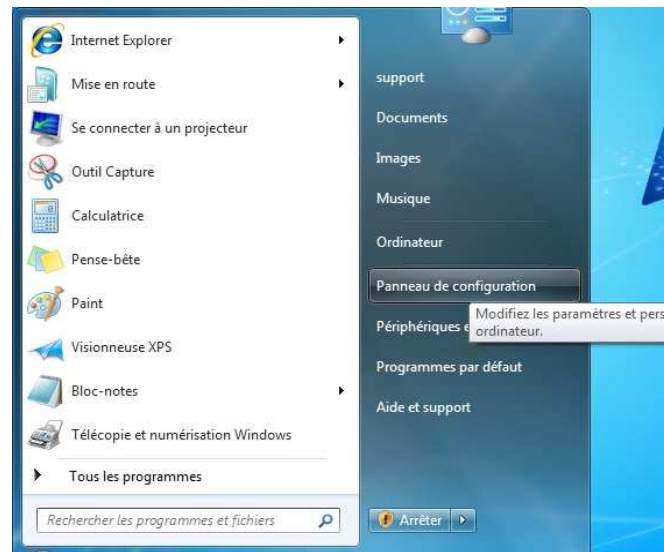 Internet Explorer
Mise en route
Se connecter à un projecteur
Outil Capture
Calculatrice
Pense-bête
Paint
Visionneuse XPS
Bloc-notes
Télécopie et numérisation Windows
Tous les programmes
Rechercher les programmes et fichiers
support
Documents
Images
Musique
Ordinateur
Panneau de configuration
Modifiez les paramètres et pers
ordinateur.
Périphériques e
Programmes par défaut
Aide et support
Arrêter